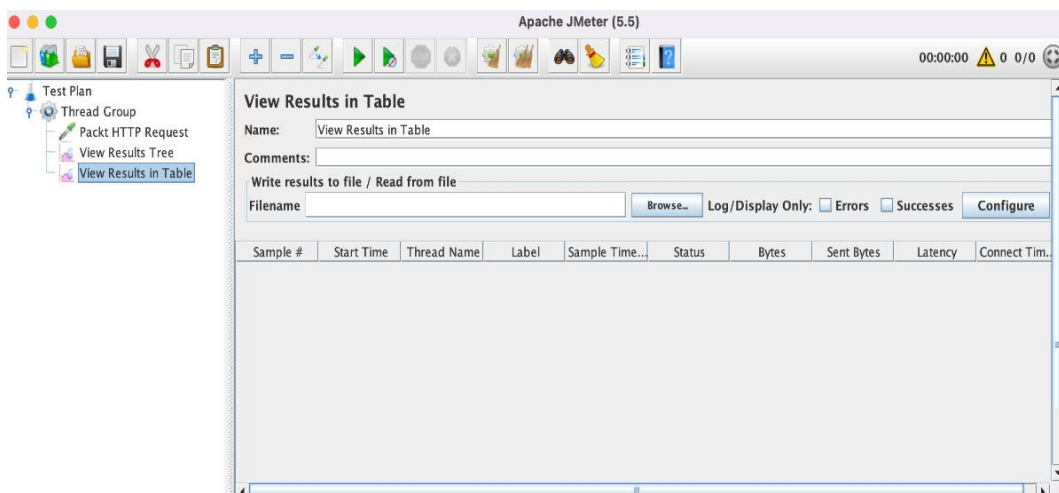 Apache JMeter (5.5)
00:00:00 0 0/0
Test Plan
Thread Group
Packt HTTP Request
View Results Tree
View Results in Table
View Results in Table
Name: View Results in Table
Comments:
Write results to file / Read from file
Filename Browse... Log/Display Only: Errors Successes Configure
Sample # Start Time Thread Name Label Sample Time... Status Bytes Sent Bytes Latency Connect Tim...